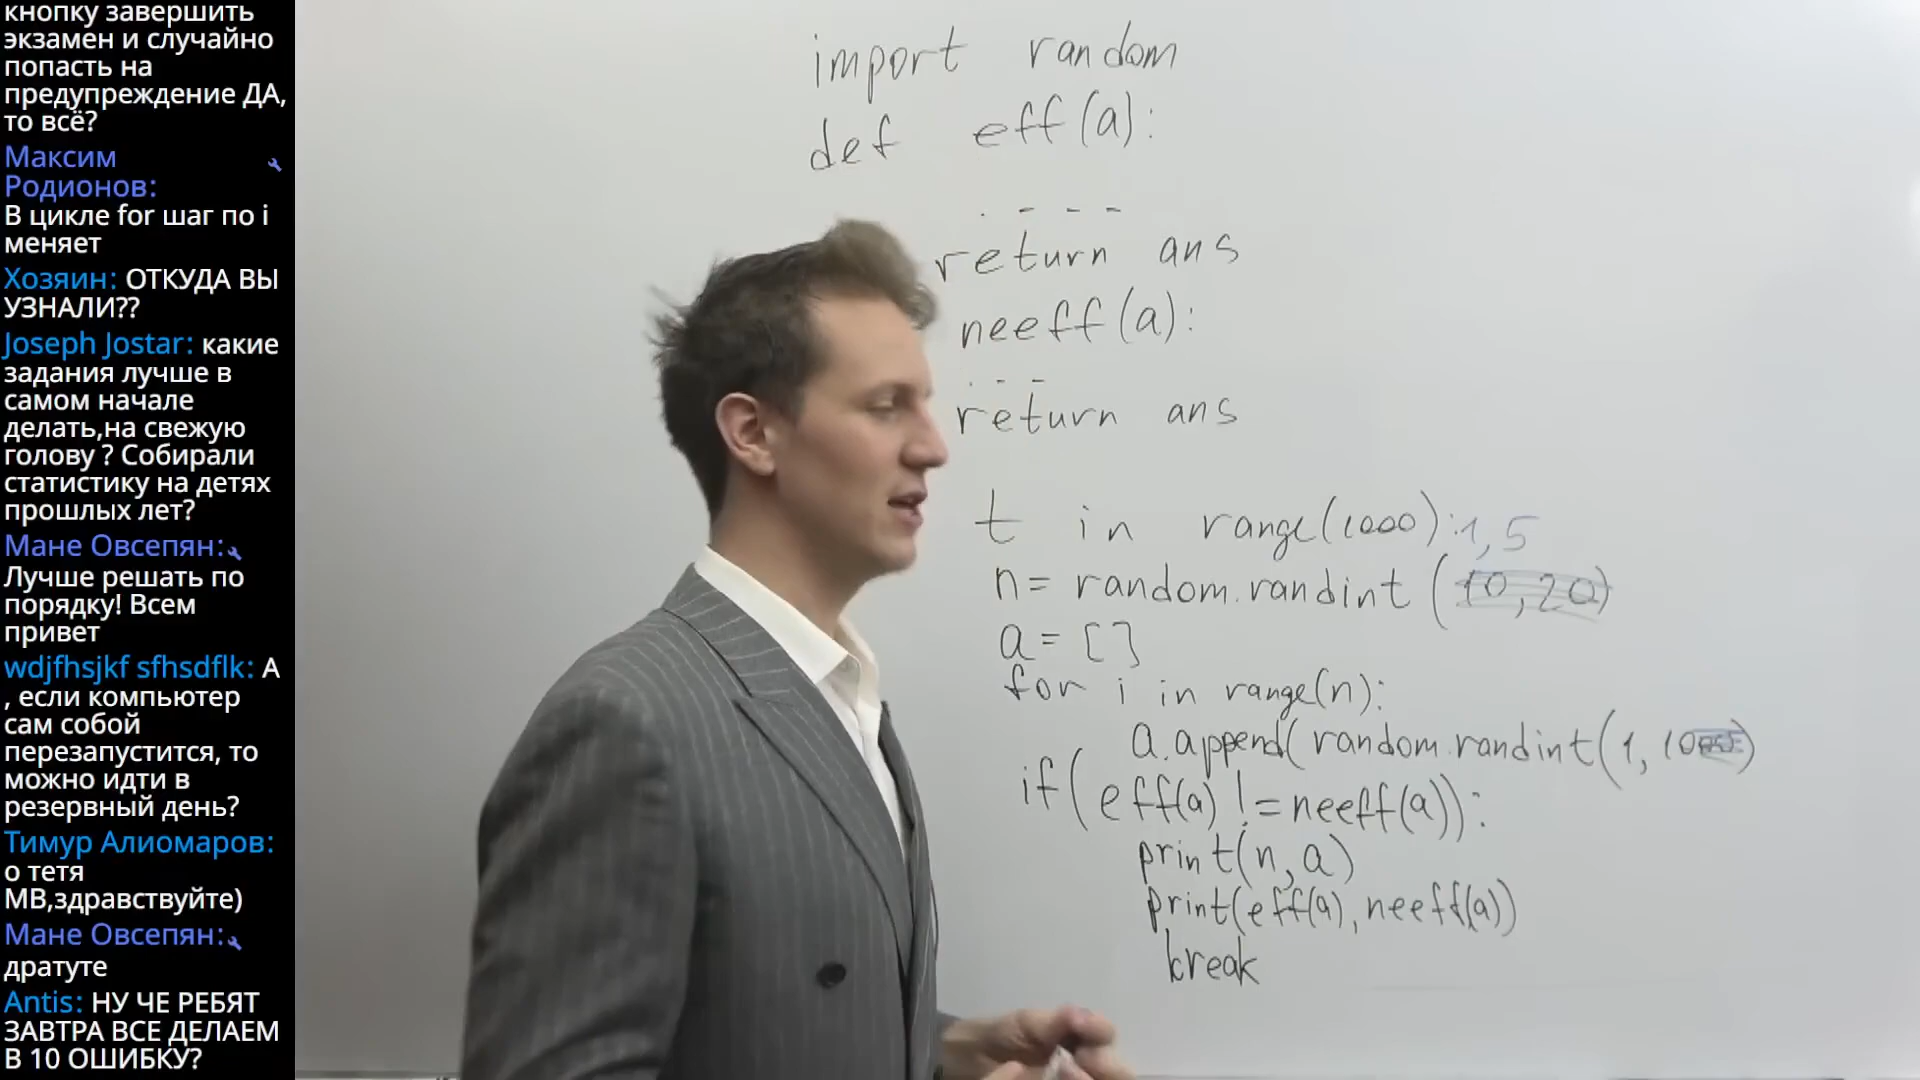 кнопку завершить
экзамен и случайно
попасть на
предупреждение ДА,
то всё?
Максим
Родионов:
В цикле for шаг по i
меняет
Хозяин: ОТКУДА ВЫ
УЗНАЛИ??
Joseph Jostar: какие
задания лучше в
самом начале
делать,на свежую
голову ? Собирали
статистику на детях
прошлых лет?
Мане Овсепян:
Лучше решать по
порядку! Всем
привет
wdjfhsjkf sfhsdflk: А
, если компьютер
сам собой
перезапустится, то
можно идти в
резервный день?
Тимур Алиомаров:
о тетя
МВ,здравствуйте)
Мане Овсепян:
дратуте
Antis: НУ ЧЕ РЕБЯТ
ЗАВТРА ВСЕ ДЕЛАЕМ
В 10 ОШИБКУ?
import random
def eff(a):
. - - -
return ans
neeff(a):
. - -
return ans
t in range(1000): 1,5
n = random.randint (10,20)
a = []
for i in range(n):
a.append(random.randint(1, 10
if(eff(a) != neeff(a)):
print(n,a)
print(eff(a), neeff(a))
break